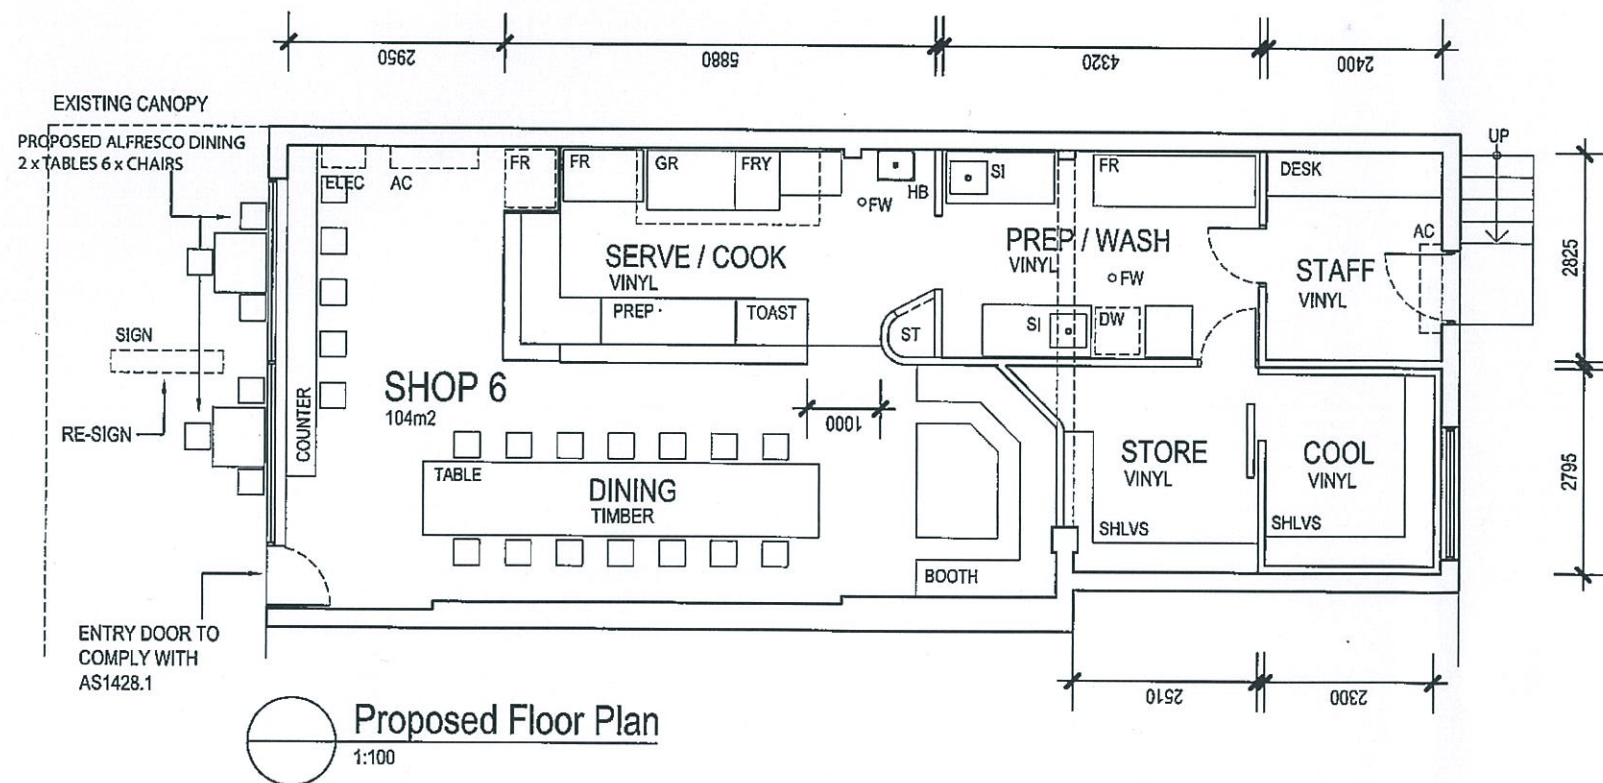 2950
5880
4320
2400
EXISTING CANOPY
PROPOSED ALFRESCO DINING
2 x TABLES 6 x CHAIRS
UP
ELEC
AC
FR
FR
GR
FRY
HB
FW
SI
FR
DESK
AC
SERVE / COOK
VINYL
PREP / WASH
VINYL
FW
STAFF
VINYL
2825
PREP
TOAST
ST
SI
DW
SIGN
RE-SIGN
COUNTER
SHOP 6
104m2
1000
TABLE
DINING
TIMBER
BOOTH
STORE
VINYL
SHLVS
COOL
VINYL
SHLVS
2795
ENTRY DOOR TO
COMPLY WITH
AS1428.1
2510
2300
Proposed Floor Plan
1:100